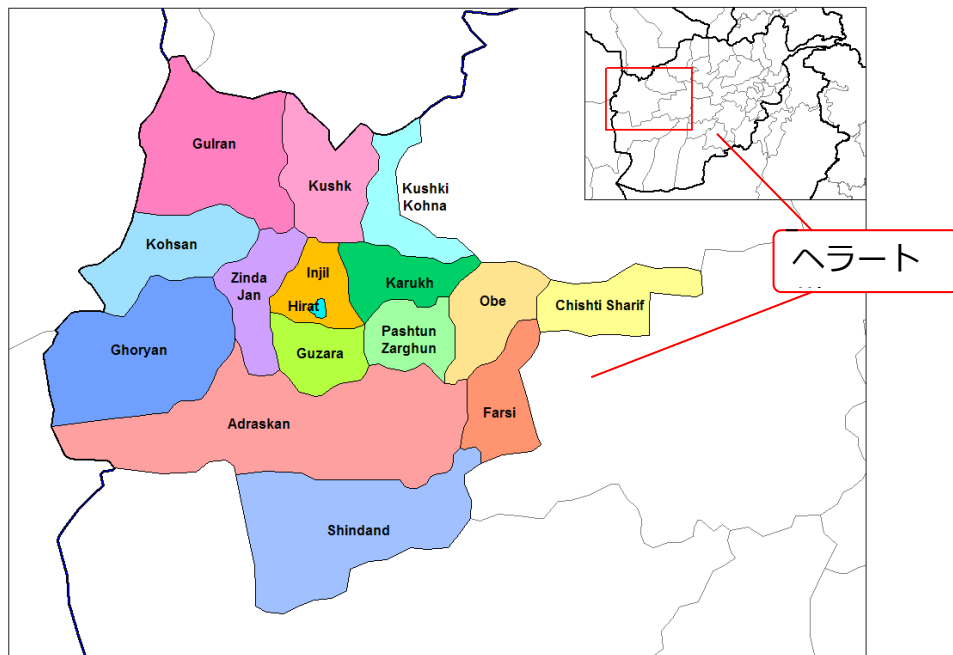 Gulran
Kushk
Kushki
Kohna
ヘラート
Kohsan
Zinda
Jan
Injil
Hirat
Karukh
Obe
Chishti Sharif
Ghoryan
Guzara
Pashtun
Zarghun
Adraskan
Farsi
Shindand